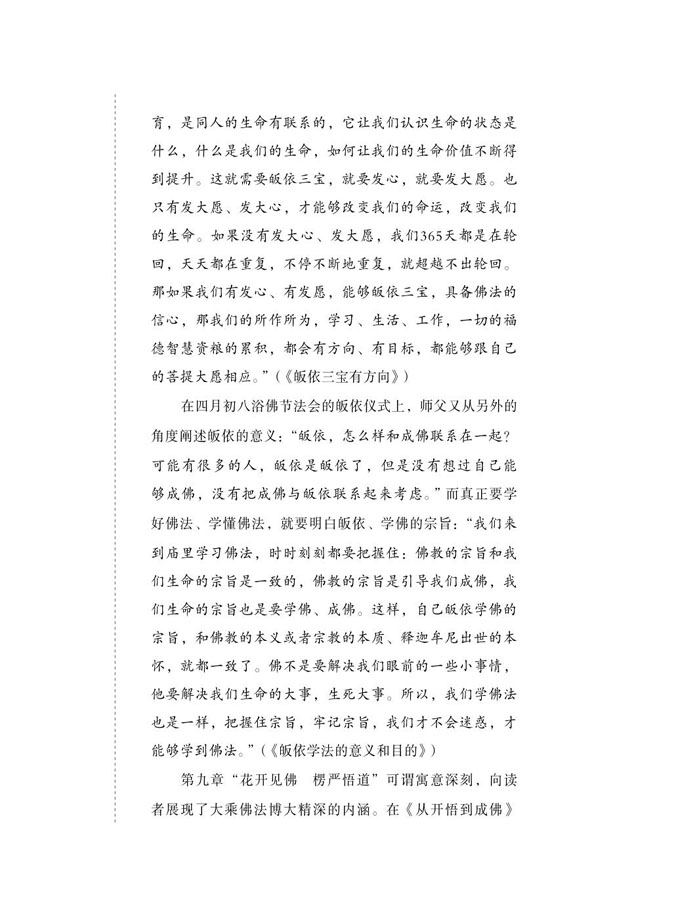 育，是同人的生命有联系的，它让我们认识生命的状态是
什么，什么是我们的生命，如何让我们的生命价值不断得
到提升。这就需要皈依三宝，就要发心，就要发大愿。也
只有发大愿、发大心，才能够改变我们的命运，改变我们
的生命。如果没有发大心、发大愿，我们365天都是在轮
回，天天都在重复，不停不断地重复，就超越不出轮回。
那如果我们有发心、有发愿，能够皈依三宝，具备佛法的
信心，那我们的所作所为，学习、生活、工作，一切的福
德智慧资粮的累积，都会有方向、有目标，都能够跟自己
的菩提大愿相应。”（《皈依三宝有方向》）
在四月初八浴佛节法会的皈依仪式上，师父又从另外的
角度阐述皈依的意义：“皈依，怎么样和成佛联系在一起？
可能有很多的人，皈依是皈依了，但是没有想过自己能
够成佛，没有把成佛与皈依联系起来考虑。”而真正要学
好佛法、学懂佛法，就要明白皈依、学佛的宗旨：“我们来
到庙里学习佛法，时时刻刻都要把握住：佛教的宗旨和我
们生命的宗旨是一致的，佛教的宗旨是引导我们成佛，我
们生命的宗旨也是要学佛、成佛。这样，自己皈依学佛的
宗旨，和佛教的本义或者宗教的本质、释迦牟尼出世的本
怀，就都一致了。佛不是要解决我们眼前的一些小事情，
他要解决我们生命的大事，生死大事。所以，我们学佛法
也是一样，把握住宗旨，牢记宗旨，我们才不会迷惑，才
能够学到佛法。”（《皈依学法的意义和目的》）
第九章“花开见佛　楞严悟道”可谓寓意深刻，向读
者展现了大乘佛法博大精深的内涵。在《从开悟到成佛》